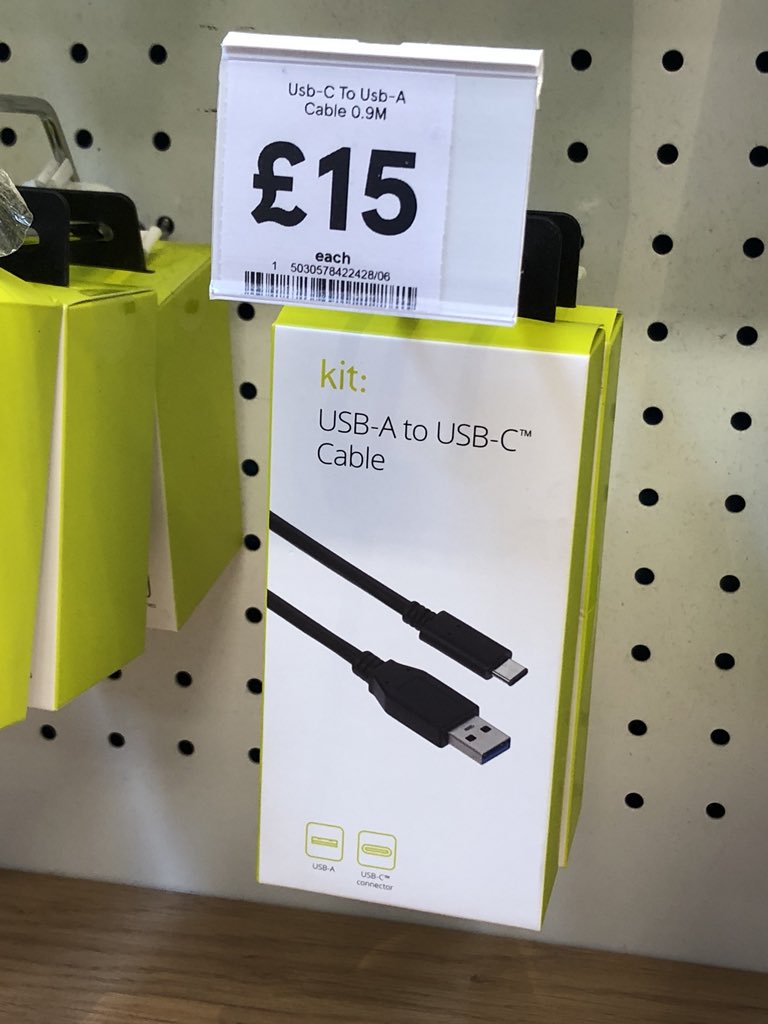 Usb-C To Usb-A
Cable 0.9M
£15
each
1 5030578422428/06
kit:
USB-A to USB-C™
Cable
USB-A
USB-C™
connector